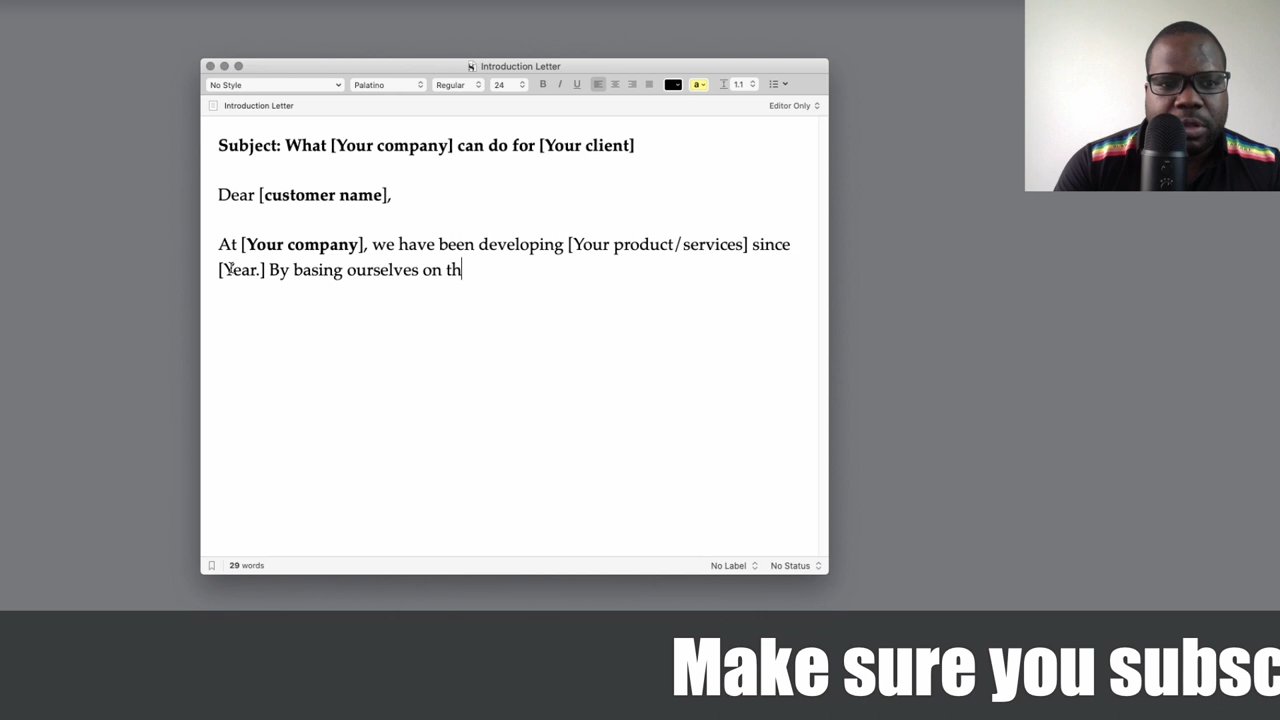 Introduction Letter
No Style
Palatino
Regular
24
B I U
a
1.1
Introduction Letter
Editor Only
Subject: What [Your company] can do for [Your client]
Dear [customer name],
At [Your company], we have been developing [Your product/services] since
[Year.] By basing ourselves on th
29 words
No Label
No Status
Make sure you subsc